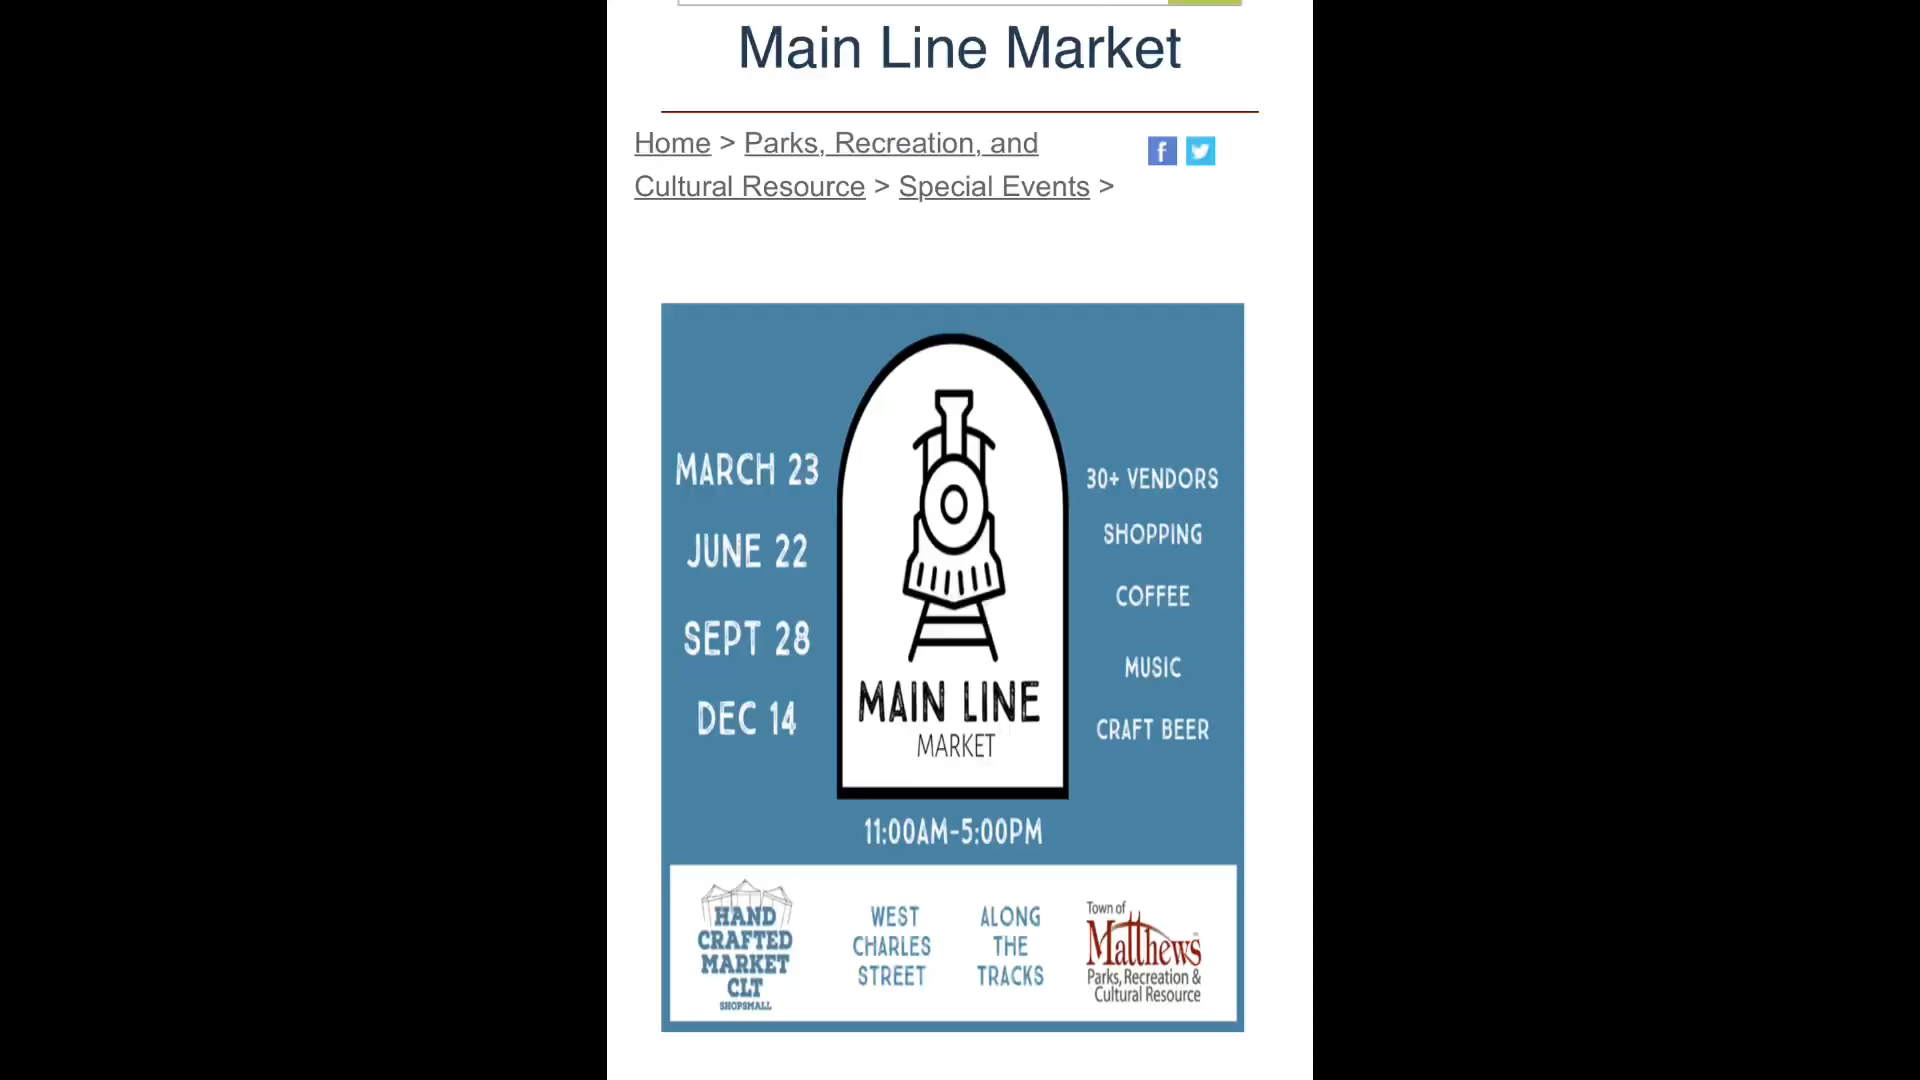 Main Line Market
Home > Parks, Recreation, and
Cultural Resource > Special Events >
f
MARCH 23
JUNE 22
SEPT 28
DEC 14
MAIN LINE
MARKET
30+ VENDORS
SHOPPING
COFFEE
MUSIC
CRAFT BEER
11:00AM-5:00PM
HAND
CRAFTED
MARKET
CLT
SHOPSMALL
WEST
CHARLES
STREET
ALONG
THE
TRACKS
Town of
Matthews
Parks, Recreation &
Cultural Resource